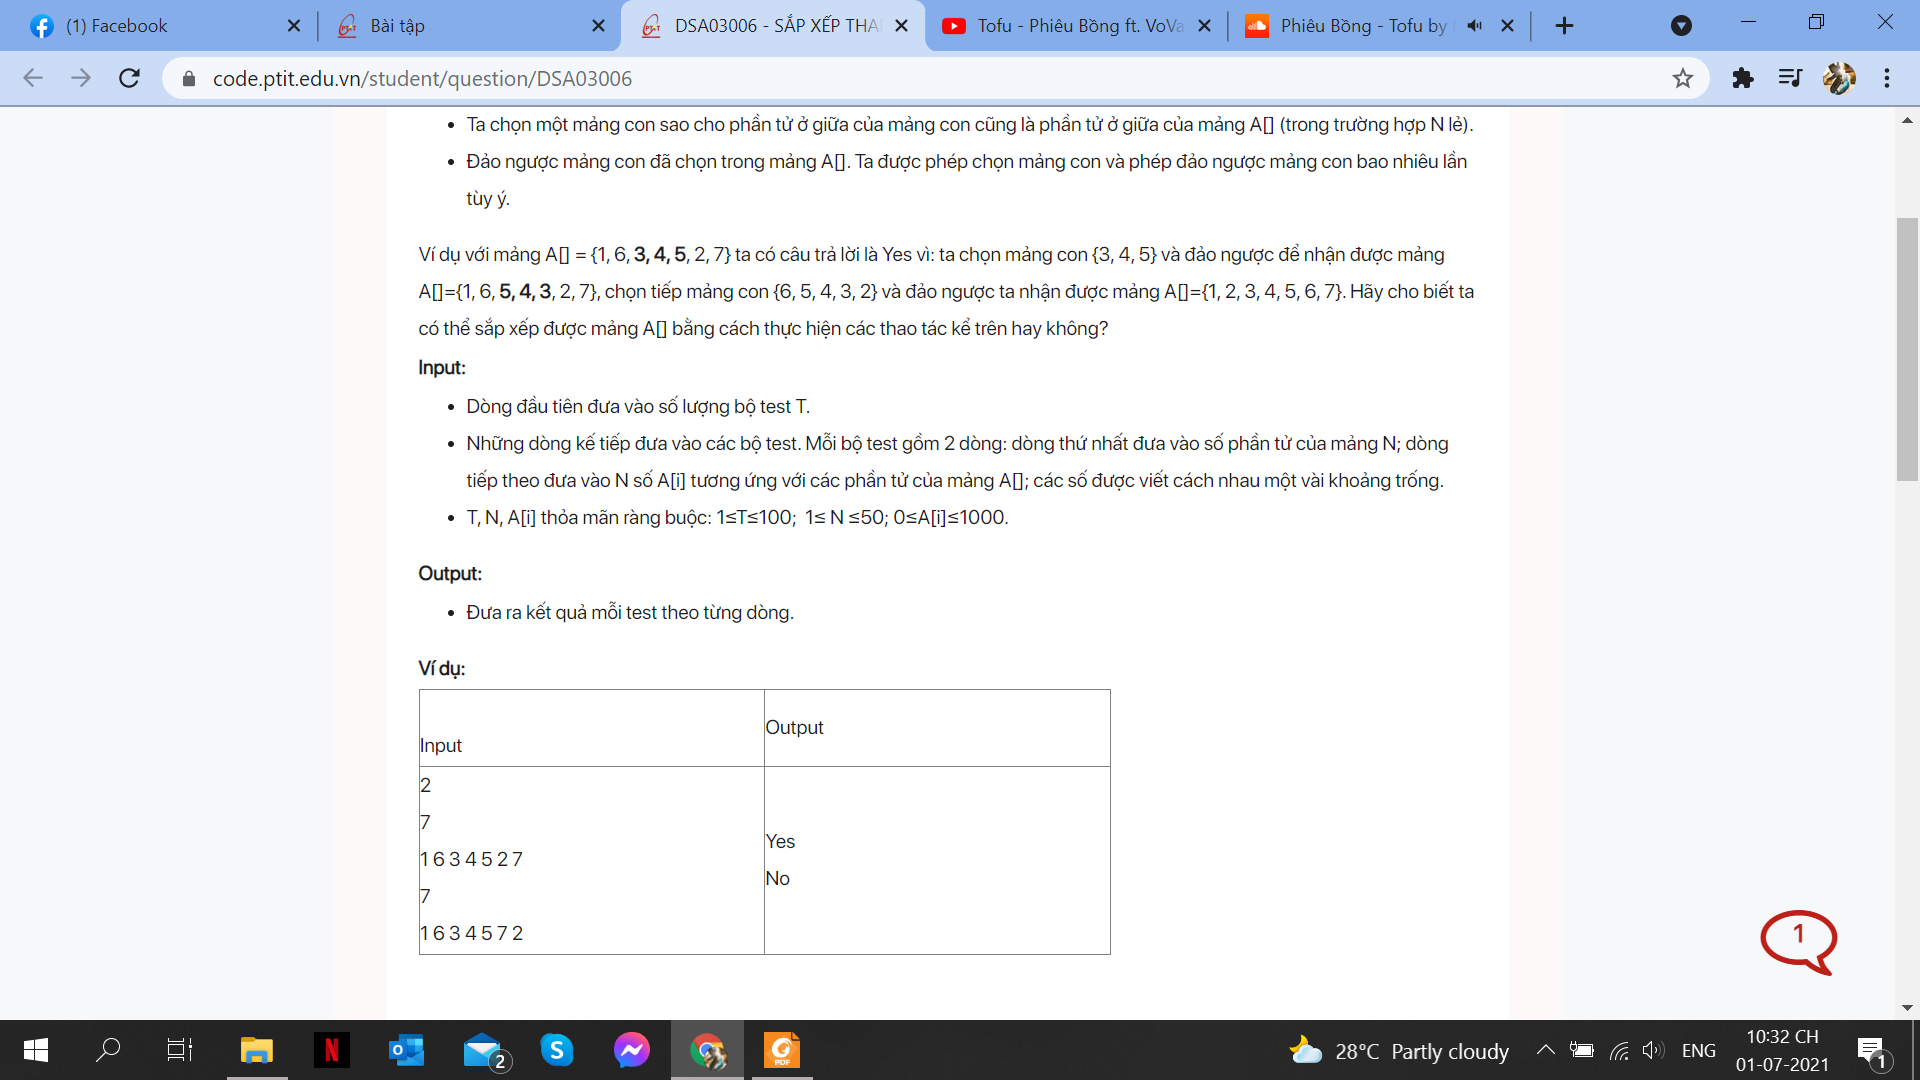 (1) Facebook
Bài tập
DSA03006 - SẮP XẾP THA
Tofu - Phiêu Bồng ft. VoVa
Phiêu Bồng - Tofu by
code.ptit.edu.vn/student/question/DSA03006
Ta chọn một mảng con sao cho phần tử ở giữa của mảng con cũng là phần tử ở giữa của mảng A[] (trong trường hợp N lẻ).
Đảo ngược mảng con đã chọn trong mảng A[]. Ta được phép chọn mảng con và phép đảo ngược mảng con bao nhiêu lần
tùy ý.
Ví dụ với mảng A[] = {1, 6, 3, 4, 5, 2, 7} ta có câu trả lời là Yes vì: ta chọn mảng con {3, 4, 5} và đảo ngược để nhận được mảng
A[]={1, 6, 5, 4, 3, 2, 7}, chọn tiếp mảng con {6, 5, 4, 3, 2} và đảo ngược ta nhận được mảng A[]={1, 2, 3, 4, 5, 6, 7}. Hãy cho biết ta
có thể sắp xếp được mảng A[] bằng cách thực hiện các thao tác kể trên hay không?
Input:
Dòng đầu tiên đưa vào số lượng bộ test T.
Những dòng kế tiếp đưa vào các bộ test. Mỗi bộ test gồm 2 dòng: dòng thứ nhất đưa vào số phần tử của mảng N; dòng
tiếp theo đưa vào N số A[i] tương ứng với các phần tử của mảng A[]; các số được viết cách nhau một vài khoảng trống.
T, N, A[i] thỏa mãn ràng buộc: 1≤T≤100; 1≤ N ≤50; 0≤A[i]≤1000.
Output:
Đưa ra kết quả mỗi test theo từng dòng.
Ví dụ:
Input
Output
2
7
1 6 3 4 5 2 7
7
1 6 3 4 5 7 2
Yes
No
1
2
PDF
28°C Partly cloudy
ENG
10:32 CH
01-07-2021
1